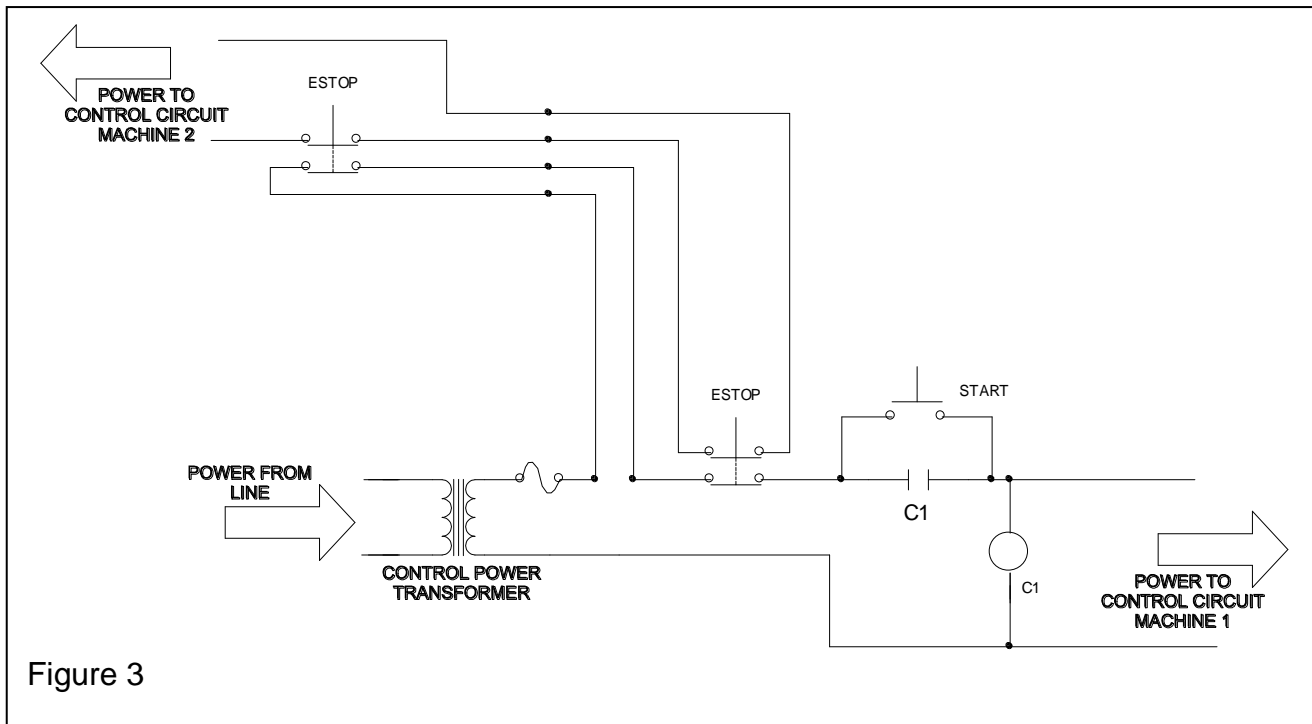 ESTOP
POWER TO
CONTROL CIRCUIT
MACHINE 2
ESTOP
START
POWER FROM
LINE
C1
CONTROL POWER
TRANSFORMER
C1
POWER TO
CONTROL CIRCUIT
MACHINE 1
Figure 3